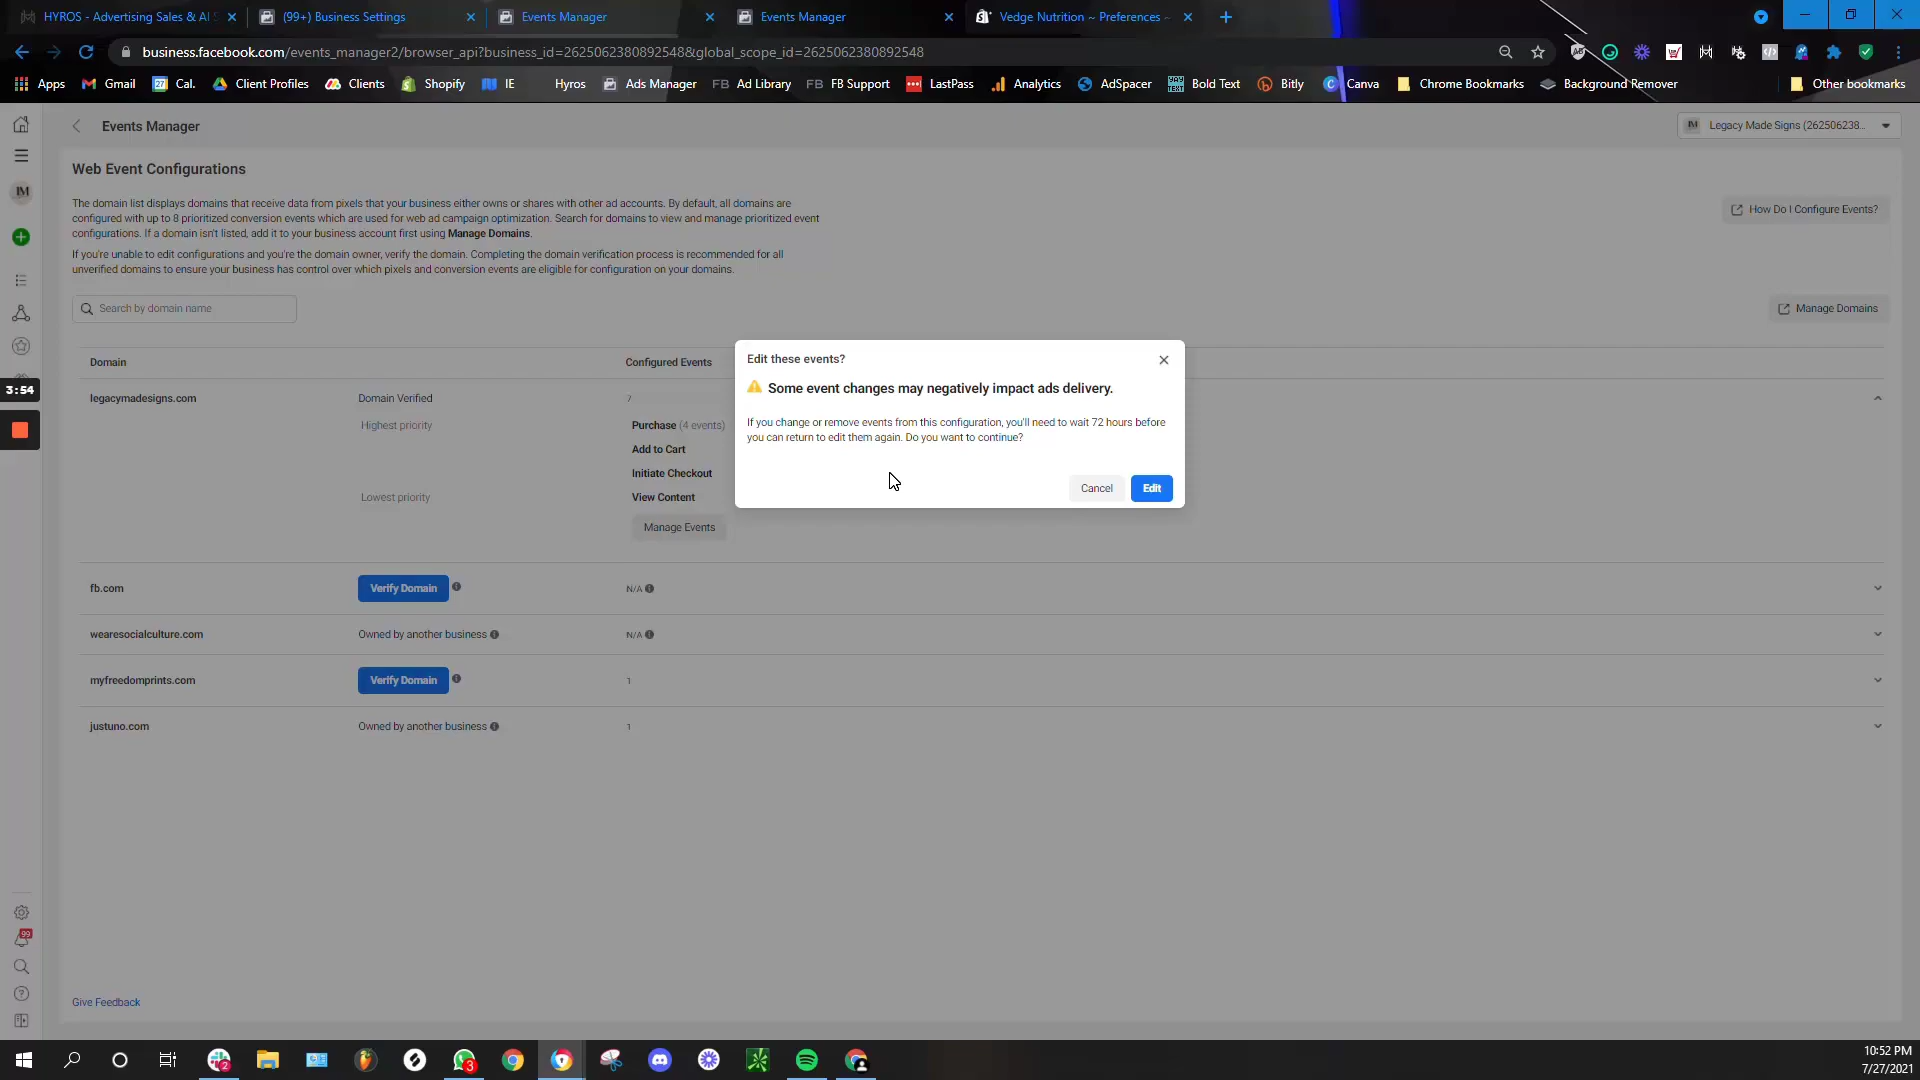 HYROS - Advertising Sales & AI S
(99+) Business Settings
Events Manager
Events Manager
Vedge Nutrition ~ Preferences ~
business.facebook.com/events_manager2/browser_api?business_id=2625062380892548&global_scope_id=2625062380892548
Apps
Gmail
Cal.
Client Profiles
Clients
Shopify
IE
Hyros
Ads Manager
FB Ad Library
FB FB Support
LastPass
Analytics
AdSpacer
Bold Text
Bitly
Canva
Chrome Bookmarks
Background Remover
Other bookmarks
Events Manager
Legacy Made Signs (262506238...
Web Event Configurations
The domain list displays domains that receive data from pixels that your business either owns or shares with other ad accounts. By default, all domains are
configured with up to 8 prioritized conversion events which are used for web ad campaign optimization. Search for domains to view and manage prioritized event
configurations. If a domain isn't listed, add it to your business account first using Manage Domains.
How Do I Configure Events?
If you're unable to edit configurations and you're the domain owner, verify the domain. Completing the domain verification process is recommended for all
unverified domains to ensure your business has control over which pixels and conversion events are eligible for configuration on your domains.
Search by domain name
Manage Domains
Domain
Configured Events
legacymadesigns.com
Domain Verified
7
Highest priority
Purchase (4 events)
Add to Cart
Initiate Checkout
Lowest priority
View Content
Manage Events
Edit these events?
Some event changes may negatively impact ads delivery.
If you change or remove events from this configuration, you'll need to wait 72 hours before
you can return to edit them again. Do you want to continue?
Cancel
Edit
fb.com
Verify Domain
N/A
wearesocialculture.com
Owned by another business
N/A
myfreedomprints.com
Verify Domain
1
justuno.com
Owned by another business
1
3:54
99
Give Feedback
2
3
10:52 PM
7/27/2021